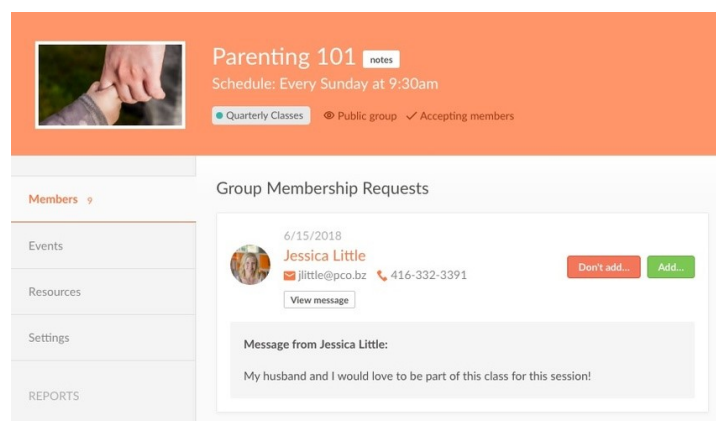 Parenting 101 notes
Schedule: Every Sunday at 9:30am
Quarterly Classes Public group Accepting members
Members 9
Events
Resources
Settings
REPORTS
Group Membership Requests
6/15/2018
Jessica Little
jlittle@pco.bz 416-332-3391
Don't add... Add...
View message
Message from Jessica Little:
My husband and I would love to be part of this class for this session!